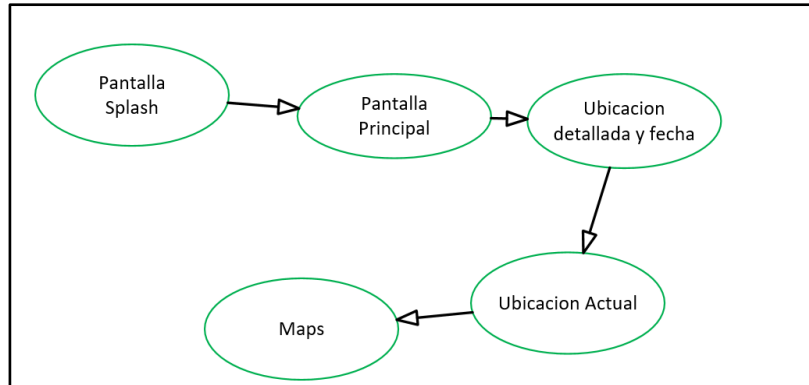 Pantalla
Splash
Pantalla
Principal
Ubicacion
detallada y fecha
Ubicacion Actual
Maps